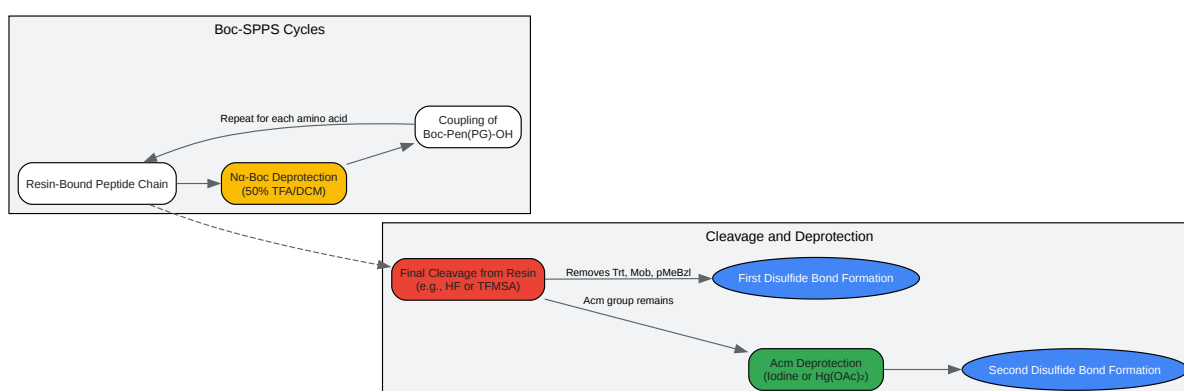 Boc-SPPS Cycles
Repeat for each amino acid
Coupling of
Boc-Pen(PG)-OH
Resin-Bound Peptide Chain
Nα-Boc Deprotection
(50% TFA/DCM)
Cleavage and Deprotection
Final Cleavage from Resin
(e.g., HF or TFMSA)
Removes Trt, Mob, pMeBzl
First Disulfide Bond Formation
Acm group remains
Acm Deprotection
(Iodine or Hg(OAc)₂)
Second Disulfide Bond Formation